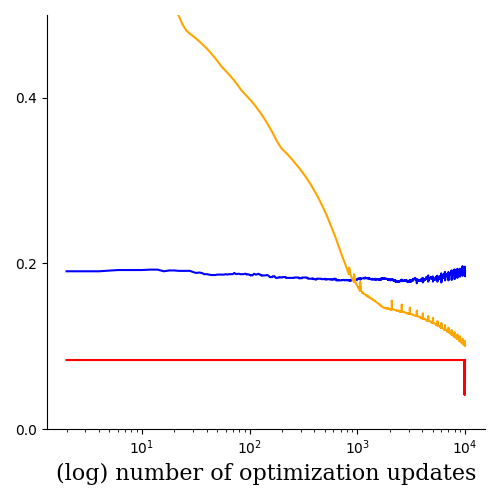 0.4
0.2
0.0
10¹ 10² 10³ 10⁴
(log) number of optimization updates